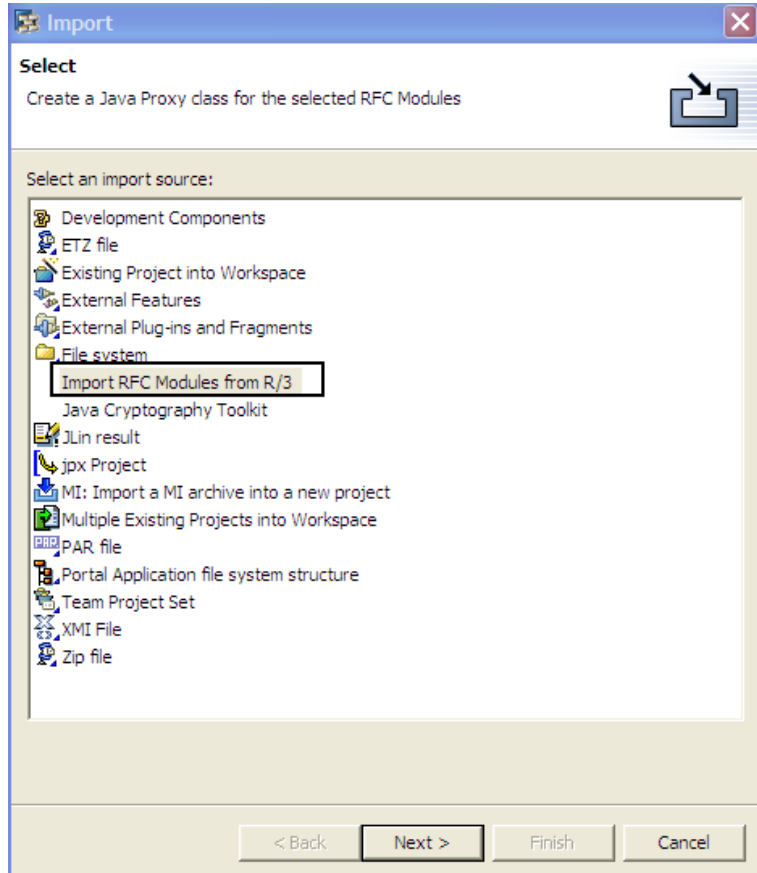 Import
Select
Create a Java Proxy class for the selected RFC Modules
Select an import source:
Development Components
ETZ file
Existing Project into Workspace
External Features
External Plug-ins and Fragments
File system
Import RFC Modules from R/3
Java Cryptography Toolkit
JLin result
jpx Project
MI: Import a MI archive into a new project
Multiple Existing Projects into Workspace
PAR file
Portal Application file system structure
Team Project Set
XMI File
Zip file
< Back Next > Finish Cancel